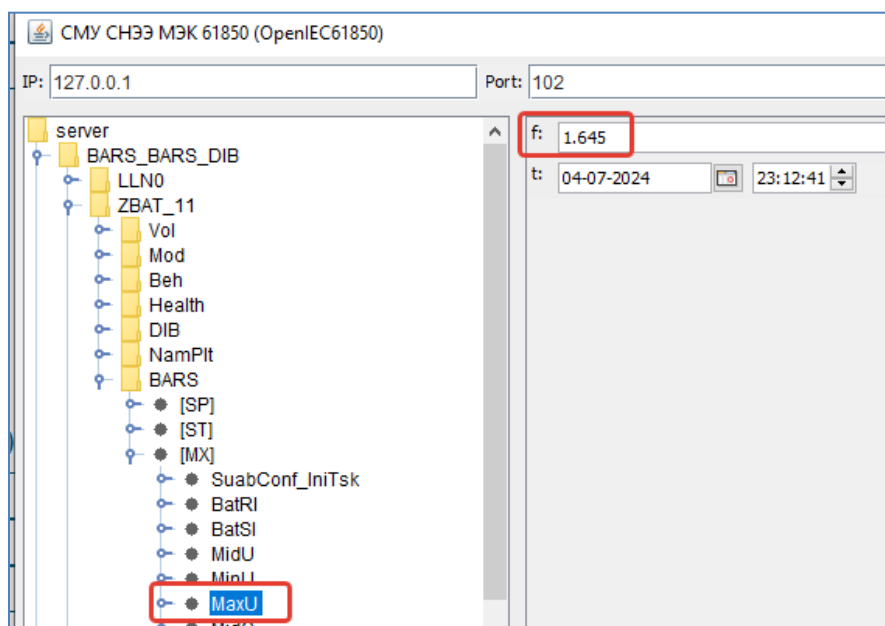 СМУ СНЭЭ МЭК 61850 (OpenIEC61850)
IP: 127.0.0.1 Port: 102
server
BARS_BARS_DIB
LLN0
ZBAT_11
Vol
Mod
Beh
Health
DIB
NamPlt
BARS
[SP]
[ST]
[MX]
SuabConf_IniTsk
BatRI
BatSI
MidU
MinU
MaxU
f: 1.645
t: 04-07-2024 23:12:41